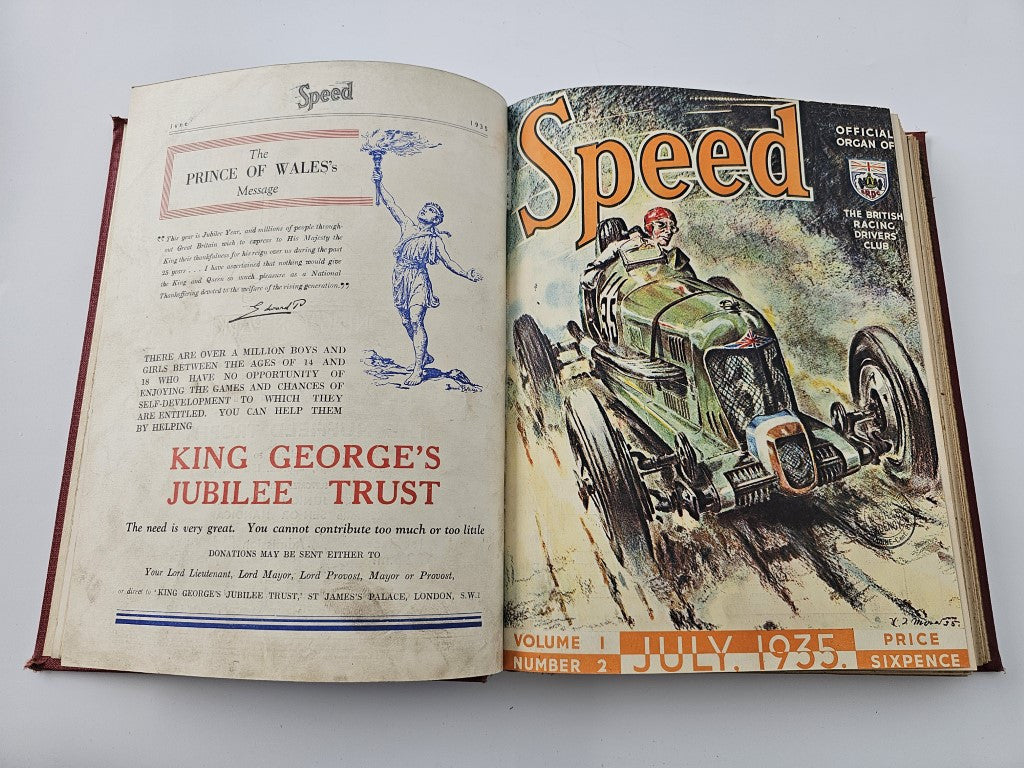 Speed
June 1935
The
PRINCE OF WALES's
Message
"This year is Jubilee Year, and millions of people through-
out Great Britain wish to express to His Majesty the
King their thankfulness for his reign over us during the past
25 years . . . I have ascertained that nothing would give
the King and Queen so much pleasure as a National
Thanksgiving devoted to the welfare of the rising generation."
Edward P
THERE ARE OVER A MILLION BOYS AND
GIRLS BETWEEN THE AGES OF 14 AND
18 WHO HAVE NO OPPORTUNITY OF
ENJOYING THE GAMES AND CHANCES OF
SELF-DEVELOPMENT TO WHICH THEY
ARE ENTITLED. YOU CAN HELP THEM
BY HELPING
KING GEORGE'S
JUBILEE TRUST
The need is very great. You cannot contribute too much or too little
DONATIONS MAY BE SENT EITHER TO
Your Lord Lieutenant, Lord Mayor, Lord Provost, Mayor or Provost,
or direct to 'KING GEORGE'S JUBILEE TRUST,' ST JAMES'S PALACE, LONDON, S.W.1
Speed
OFFICIAL
ORGAN OF
BRDC
THE BRITISH
RACING
DRIVERS'
CLUB
35
VOLUME 1
NUMBER 2
JULY. 1935.
PRICE
SIXPENCE